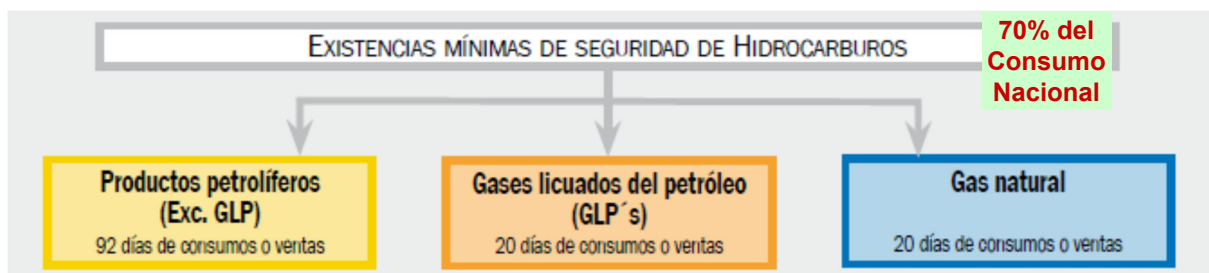 EXISTENCIAS MÍNIMAS DE SEGURIDAD DE HIDROCARBUROS
70% del
Consumo
Nacional
Productos petrolíferos
(Exc. GLP)
92 días de consumos o ventas
Gases licuados del petróleo
(GLP´s)
20 días de consumos o ventas
Gas natural
20 días de consumos o ventas